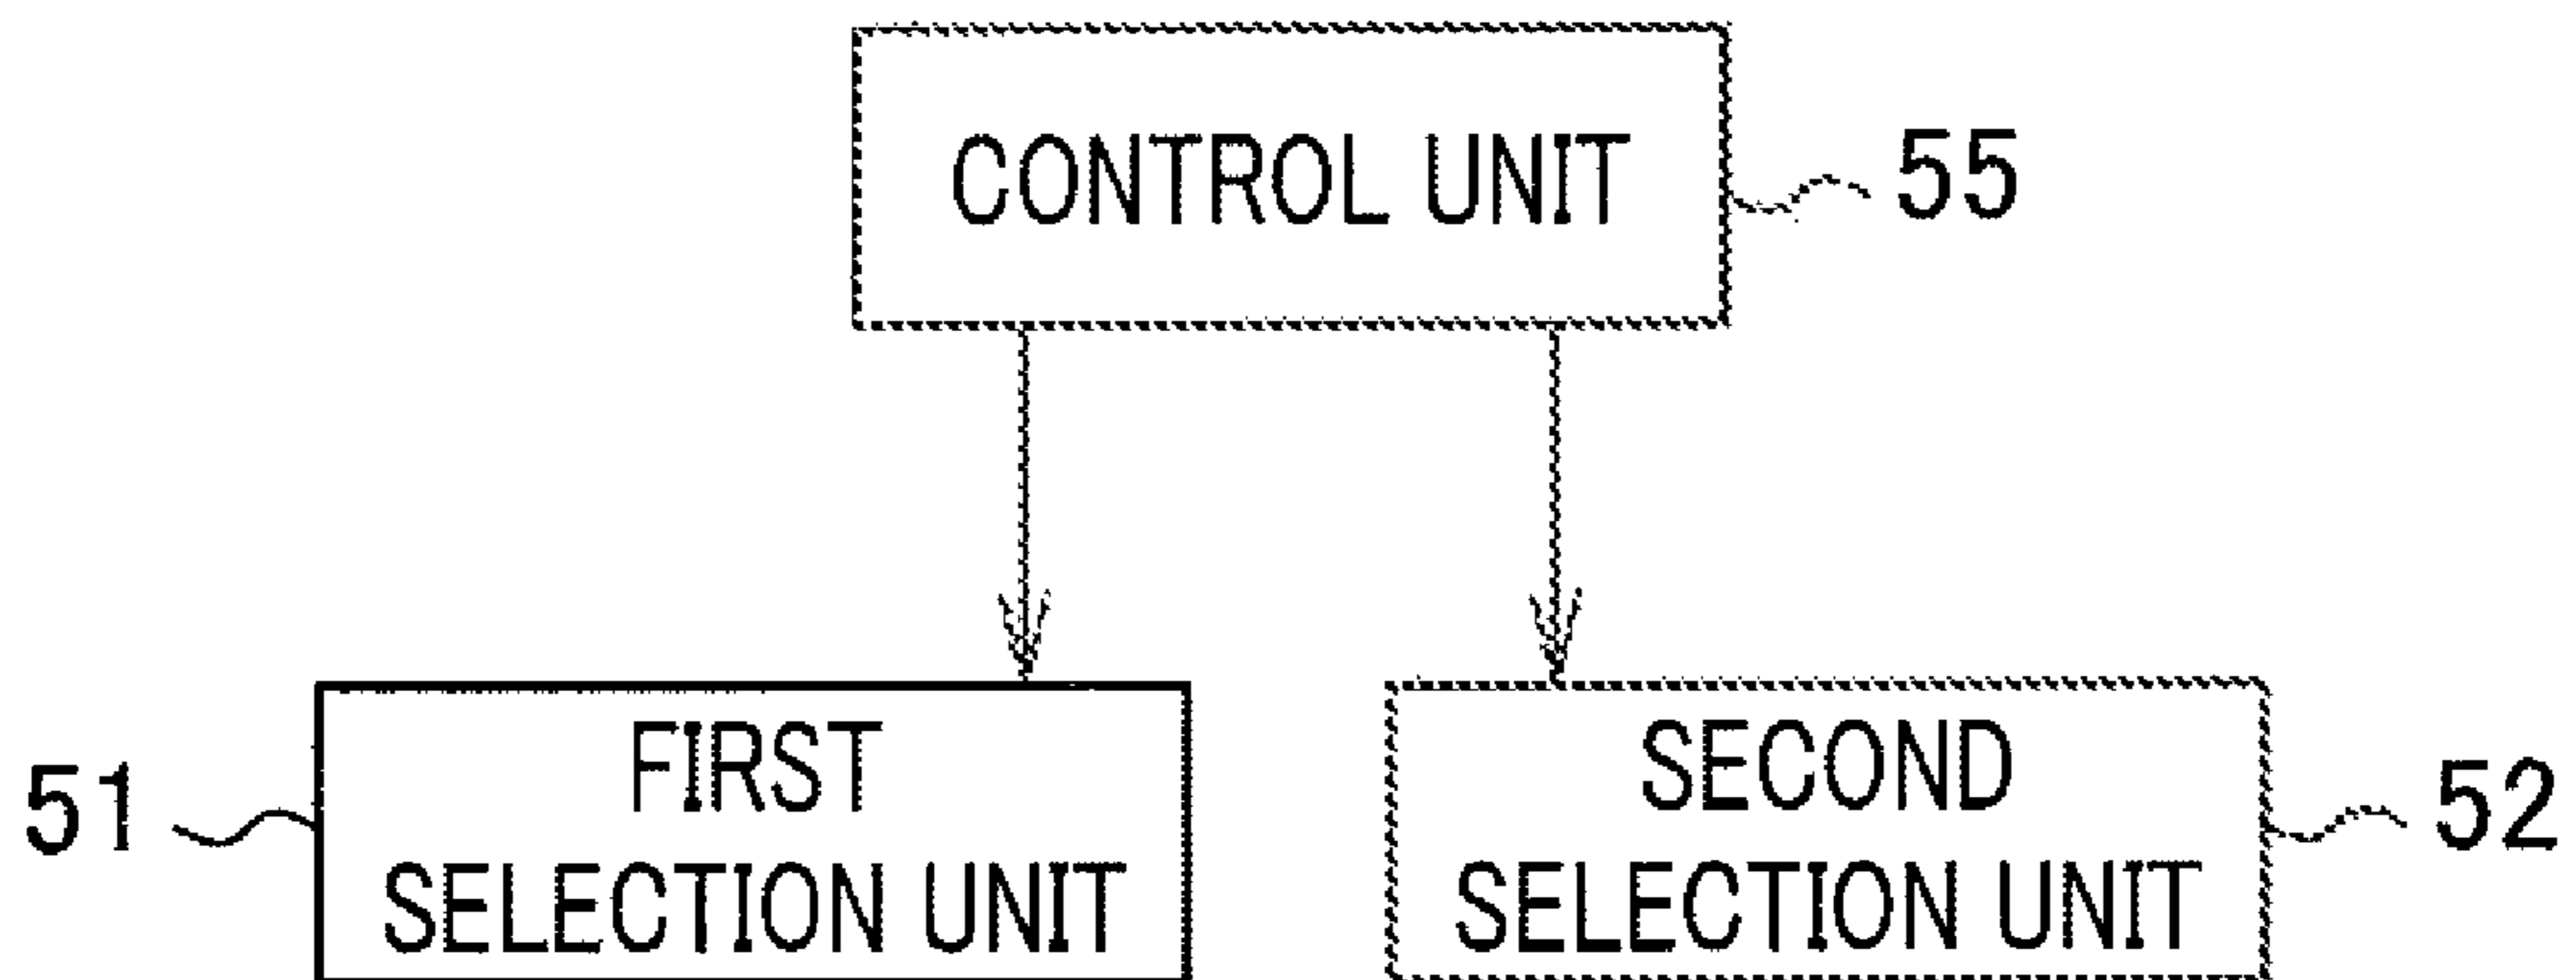 CONTROL UNIT
55
51
FIRST
SELECTION UNIT
SECOND
SELECTION UNIT
52